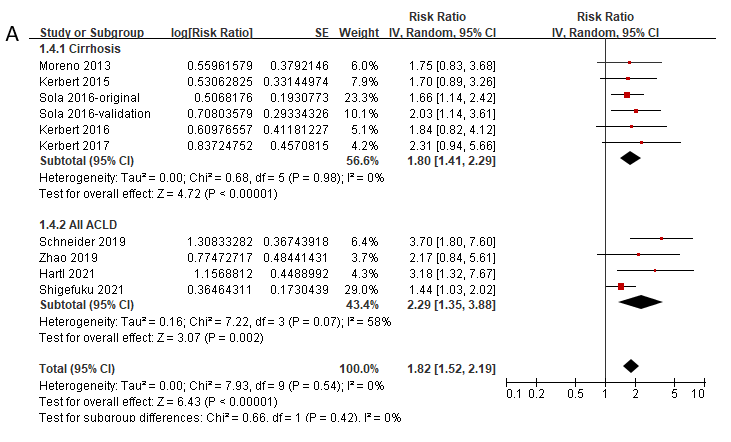 A
Risk Ratio Risk Ratio
Study or Subgroup log[Risk Ratio] SE Weight IV, Random, 95% CI IV, Random, 95% CI
1.4.1 Cirrhosis
Moreno 2013 0.55961579 0.3792146 6.0% 1.75 [0.83, 3.68]
Kerbert 2015 0.53062825 0.33144974 7.9% 1.70 [0.89, 3.26]
Sola 2016-original 0.5068176 0.1930773 23.3% 1.66 [1.14, 2.42]
Sola 2016-validation 0.70803579 0.29334326 10.1% 2.03 [1.14, 3.61]
Kerbert 2016 0.60976557 0.41181227 5.1% 1.84 [0.82, 4.12]
Kerbert 2017 0.83724752 0.4570815 4.2% 2.31 [0.94, 5.66]
Subtotal (95% CI) 56.6% 1.80 [1.41, 2.29]
Heterogeneity: Tau² = 0.00; Chi² = 0.68, df = 5 (P = 0.98); I² = 0%
Test for overall effect: Z = 4.72 (P < 0.00001)
1.4.2 All ACLD
Schneider 2019 1.30833282 0.36743918 6.4% 3.70 [1.80, 7.60]
Zhao 2019 0.77472717 0.48441431 3.7% 2.17 [0.84, 5.61]
Hartl 2021 1.1568812 0.4488992 4.3% 3.18 [1.32, 7.67]
Shigefuku 2021 0.36464311 0.1730439 29.0% 1.44 [1.03, 2.02]
Subtotal (95% CI) 43.4% 2.29 [1.35, 3.88]
Heterogeneity: Tau² = 0.16; Chi² = 7.22, df = 3 (P = 0.07); I² = 58%
Test for overall effect: Z = 3.07 (P = 0.002)
Total (95% CI) 100.0% 1.82 [1.52, 2.19]
Heterogeneity: Tau² = 0.00; Chi² = 7.93, df = 9 (P = 0.54); I² = 0%
Test for overall effect: Z = 6.43 (P < 0.00001)
Test for subgroup differences: Chi² = 0.66, df = 1 (P = 0.42), I² = 0%
0.1 0.2 0.5 1 2 5 10